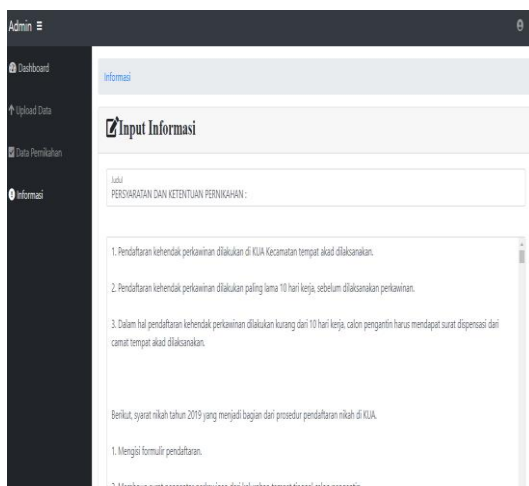 Admin
Dashboard
Informasi
Upload Data
Input Informasi
Data Pernikahan
Judul
Informasi
PERSYARATAN DAN KETENTUAN PERNIKAHAN :
1. Pendaftaran kehendak perkawinan dilakukan di KUA Kecamatan tempat akad dilaksanakan.
2. Pendaftaran kehendak perkawinan dilakukan paling lama 10 hari kerja, sebelum dilaksanakan perkawinan.
3. Dalam hal pendaftaran kehendak perkawinan dilakukan kurang dari 10 hari kerja, calon pengantin harus mendapat surat dispensasi dari
camat tempat akad dilaksanakan.
Berikut, syarat nikah tahun 2019 yang menjadi bagian dari prosedur pendaftaran nikah di KUA.
1. Mengisi formulir pendaftaran.